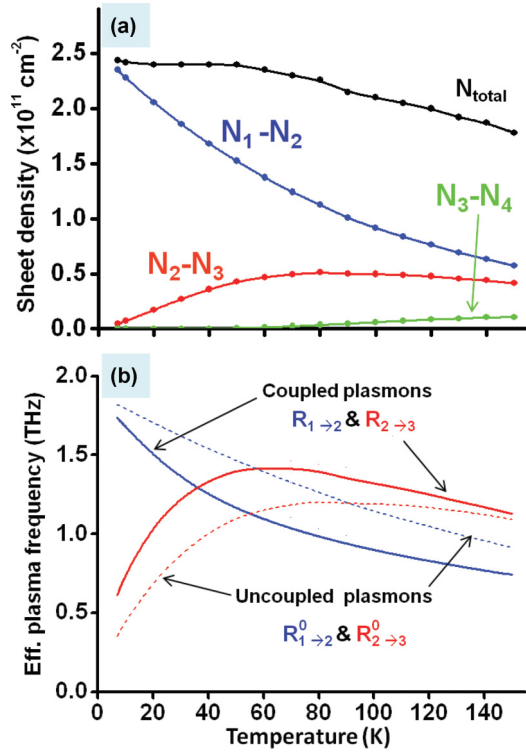 (a)
2.5
2.0
1.5
1.0
0.5
0.0
Sheet density (x10¹¹ cm⁻²)
N_total
N₁ -N₂
N₃-N₄
N₂-N₃
(b)
2.0
1.5
1.0
0.5
0.0
Eff. plasma frequency (THz)
Coupled plasmons
R₁→₂ & R₂→₃
Uncoupled plasmons
R⁰₁→₂ & R⁰₂→₃
0 20 40 60 80 100 120 140
Temperature (K)